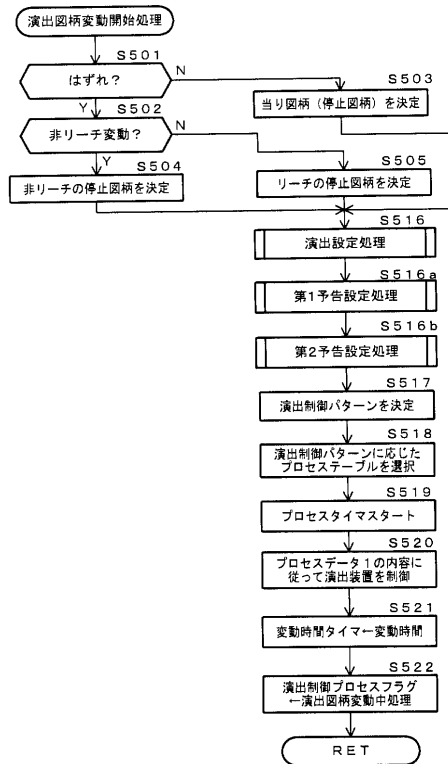 演出図柄変動開始処理
S501
はずれ？
N
S503
当り図柄（停止図柄）を決定
Y
S502
非リーチ変動？
N
Y
S504
非リーチの停止図柄を決定
S505
リーチの停止図柄を決定
S516
演出設定処理
S516a
第1予告設定処理
S516b
第2予告設定処理
S517
演出制御パターンを決定
S518
演出制御パターンに応じた
プロセステーブルを選択
S519
プロセスタイマスタート
S520
プロセスデータ1の内容に
従って演出装置を制御
S521
変動時間タイマ←変動時間
S522
演出制御プロセスフラグ
←演出図柄変動中処理
RET